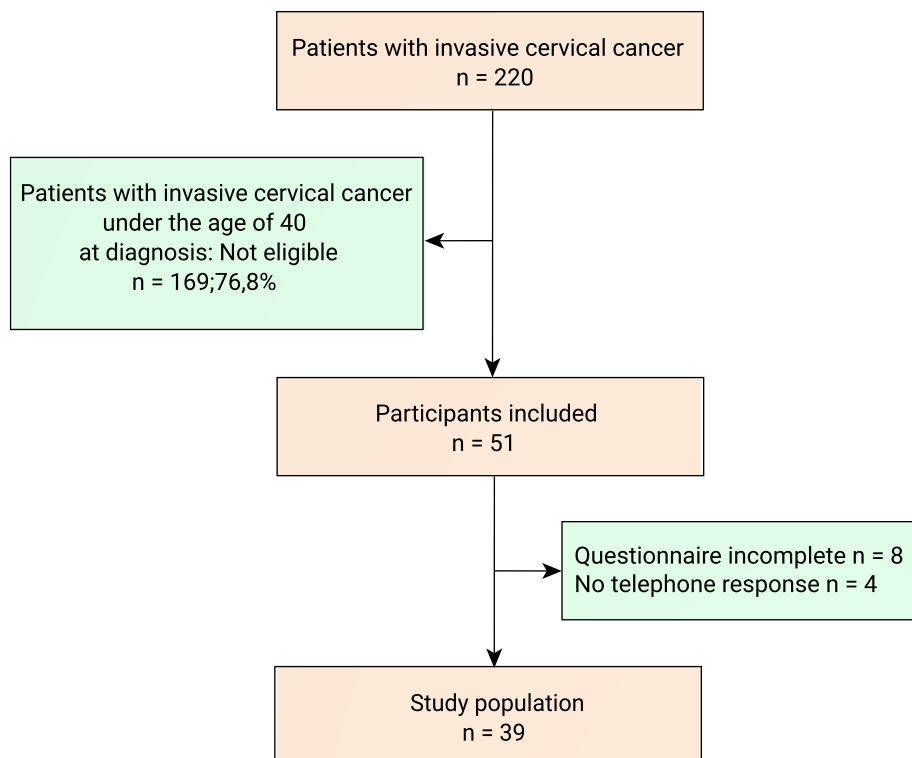 Patients with invasive cervical cancer
n = 220
Patients with invasive cervical cancer
under the age of 40
at diagnosis: Not eligible
n = 169;76,8%
Participants included
n = 51
Questionnaire incomplete n = 8
No telephone response n = 4
Study population
n = 39